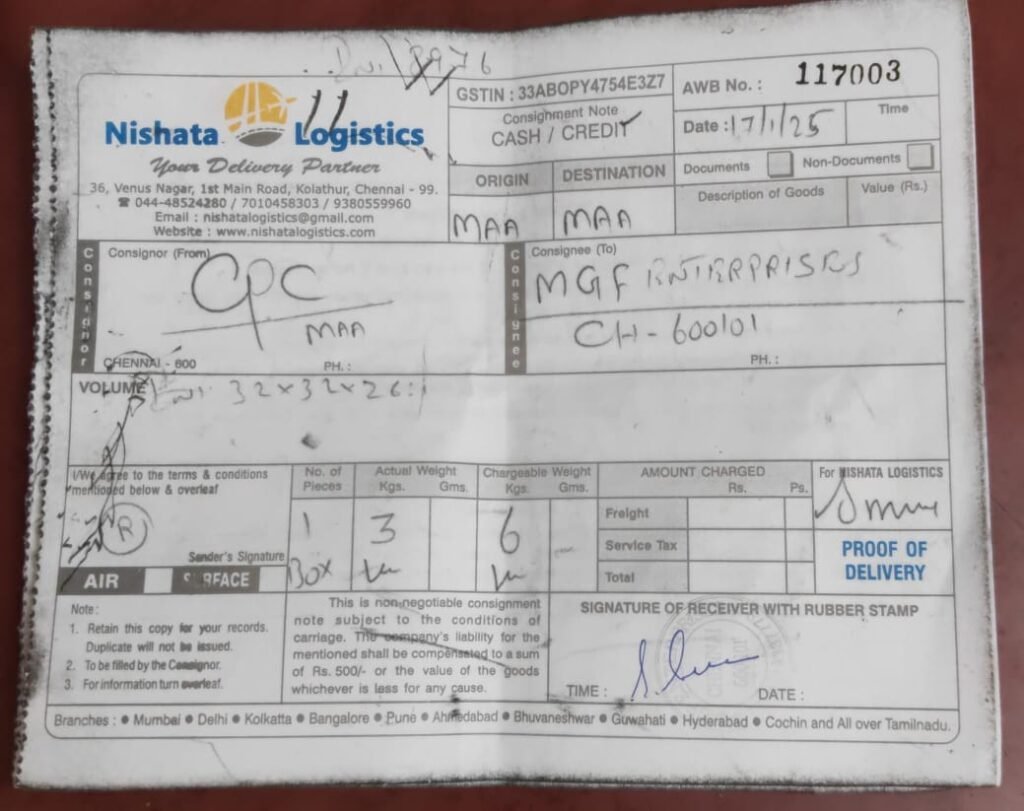 8976
Nishata Logistics
Your Delivery Partner
36, Venus Nagar, 1st Main Road, Kolathur, Chennai - 99.
☎ 044-48524280 / 7010458303 / 9380559960
Email : nishatalogistics@gmail.com
Website : www.nishatalogistics.com
GSTIN : 33ABOPY4754E3Z7
Consignment Note
CASH / CREDIT
ORIGIN DESTINATION
MAA MAA
AWB No. : 117003
Date : 17/1/25 Time
Documents Non-Documents
Description of Goods Value (Rs.)
Consignor
Consignor (From)
CPC
MAA
CHENNAI - 600 PH. :
Consignee
Consignee (To)
MGF ENTERPRISES
CH-600101
PH. :
VOLUME 32x32x26:1
I/We agree to the terms & conditions
mentioned below & overleaf
R
Sender's Signature
AIR SURFACE
No. of Pieces
1
BOX
Actual Weight
Kgs. Gms.
3
Chargeable Weight
Kgs. Gms.
6 -
AMOUNT CHARGED
Rs. Ps.
Freight
Service Tax
Total
For NISHATA LOGISTICS
PROOF OF
DELIVERY
Note :
1. Retain this copy for your records.
Duplicate will not be issued.
2. To be filled by the Consignor.
3. For information turn overleaf.
This is non-negotiable consignment
note subject to the conditions of
carriage. The company's liability for the
mentioned shall be compensated to a sum
of Rs. 500/- or the value of the goods
whichever is less for any cause.
SIGNATURE OF RECEIVER WITH RUBBER STAMP
TIME : DATE :
Branches : ● Mumbai ● Delhi ● Kolkatta ● Bangalore ● Pune ● Ahmedabad ● Bhuvaneshwar ● Guwahati ● Hyderabad ● Cochin and All over Tamilnadu.